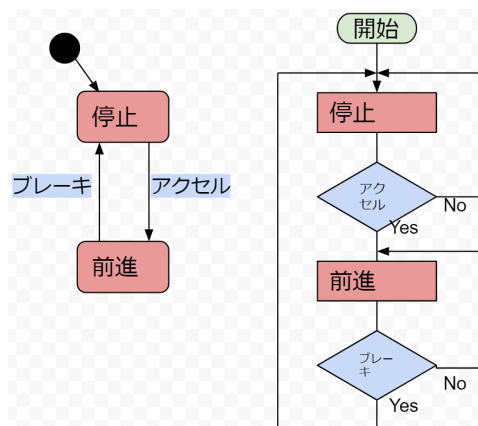 開始
停止
停止
アク
セル
ブレーキ
アクセル
No
Yes
前進
前進
ブレー
キ
No
Yes